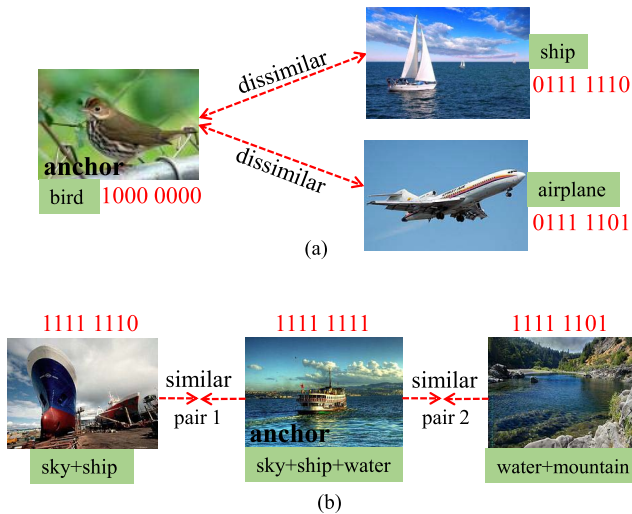 dissimilar
ship
0111 1110
anchor
bird 1000 0000
dissimilar
airplane
0111 1101
(a)
1111 1110 1111 1111 1111 1101
similar similar
pair 1 pair 2
anchor
sky+ship sky+ship+water water+mountain
(b)